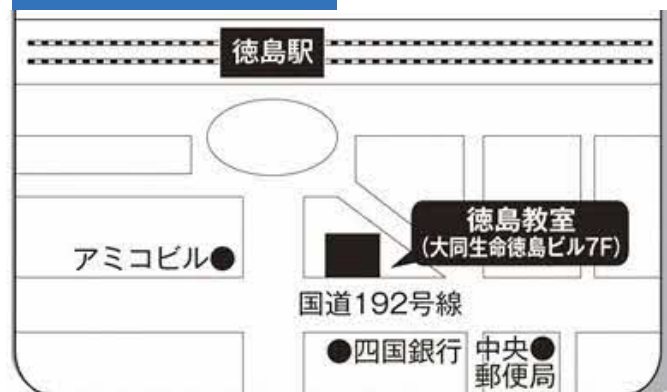 徳島駅
徳島教室
(大同生命徳島ビル7F)
アミコビル●
国道192号線
●四国銀行
中央●
郵便局